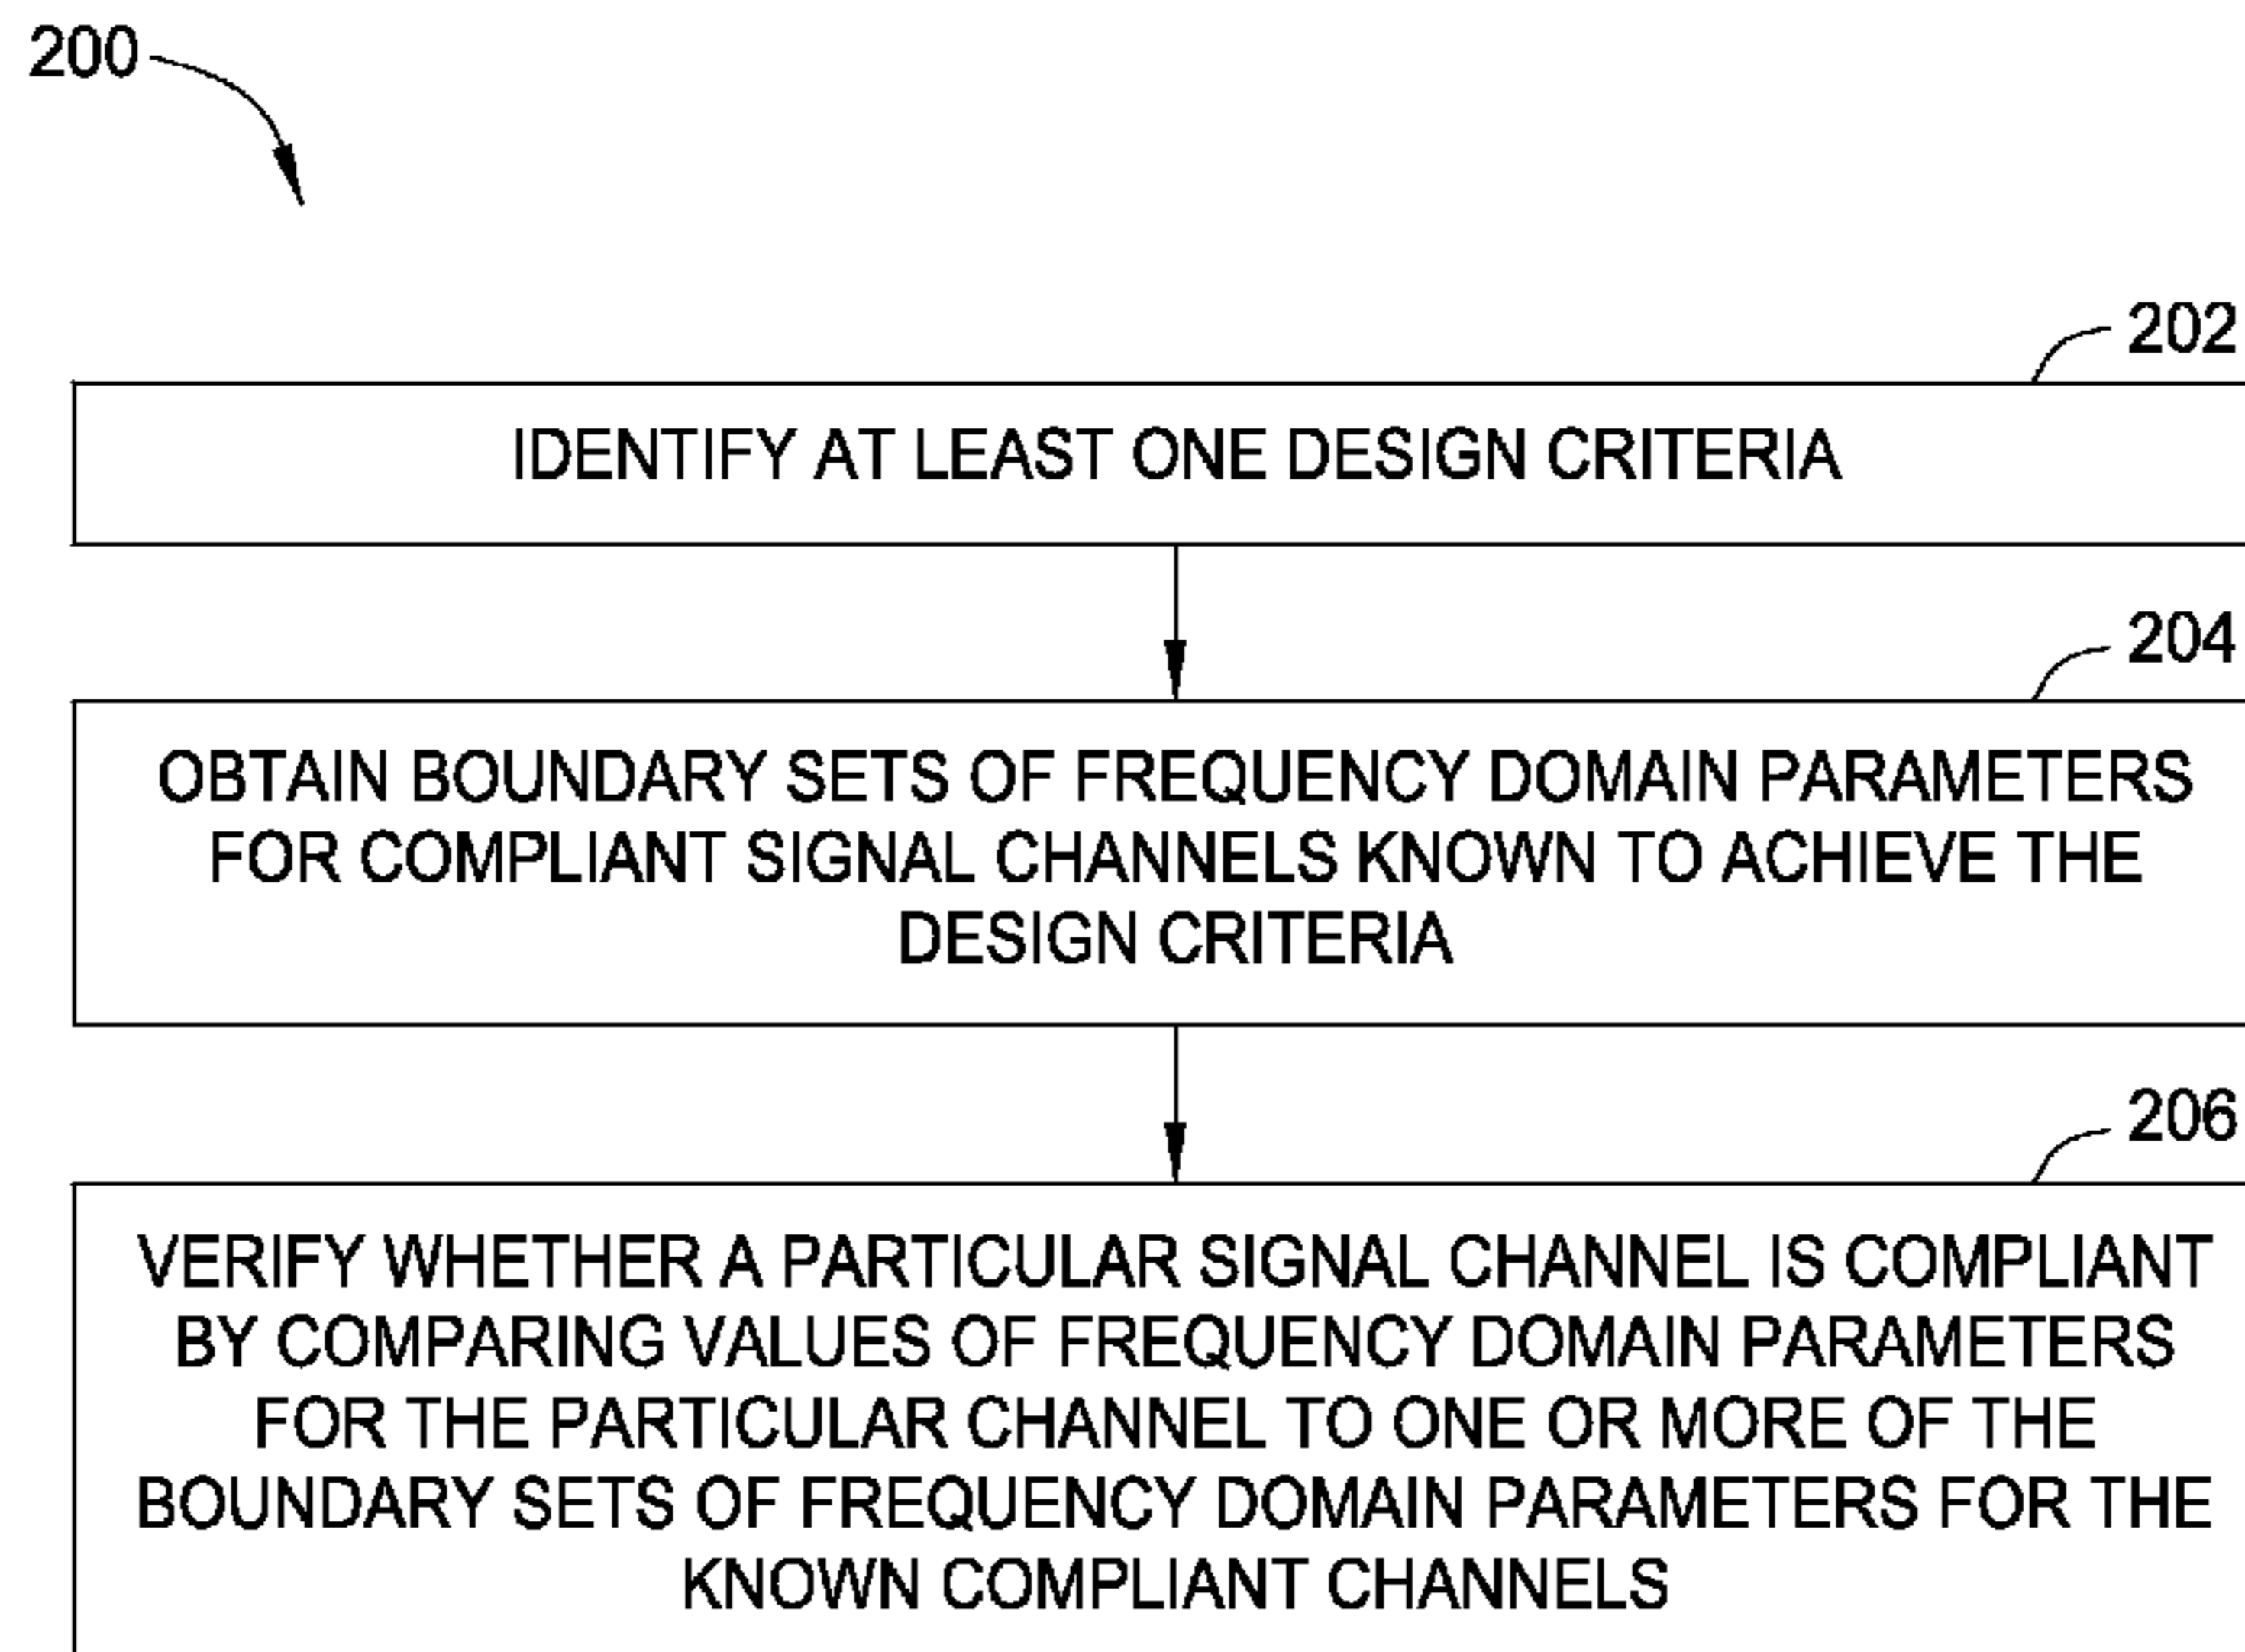 200
202
IDENTIFY AT LEAST ONE DESIGN CRITERIA
204
OBTAIN BOUNDARY SETS OF FREQUENCY DOMAIN PARAMETERS
FOR COMPLIANT SIGNAL CHANNELS KNOWN TO ACHIEVE THE
DESIGN CRITERIA
206
VERIFY WHETHER A PARTICULAR SIGNAL CHANNEL IS COMPLIANT
BY COMPARING VALUES OF FREQUENCY DOMAIN PARAMETERS
FOR THE PARTICULAR CHANNEL TO ONE OR MORE OF THE
BOUNDARY SETS OF FREQUENCY DOMAIN PARAMETERS FOR THE
KNOWN COMPLIANT CHANNELS